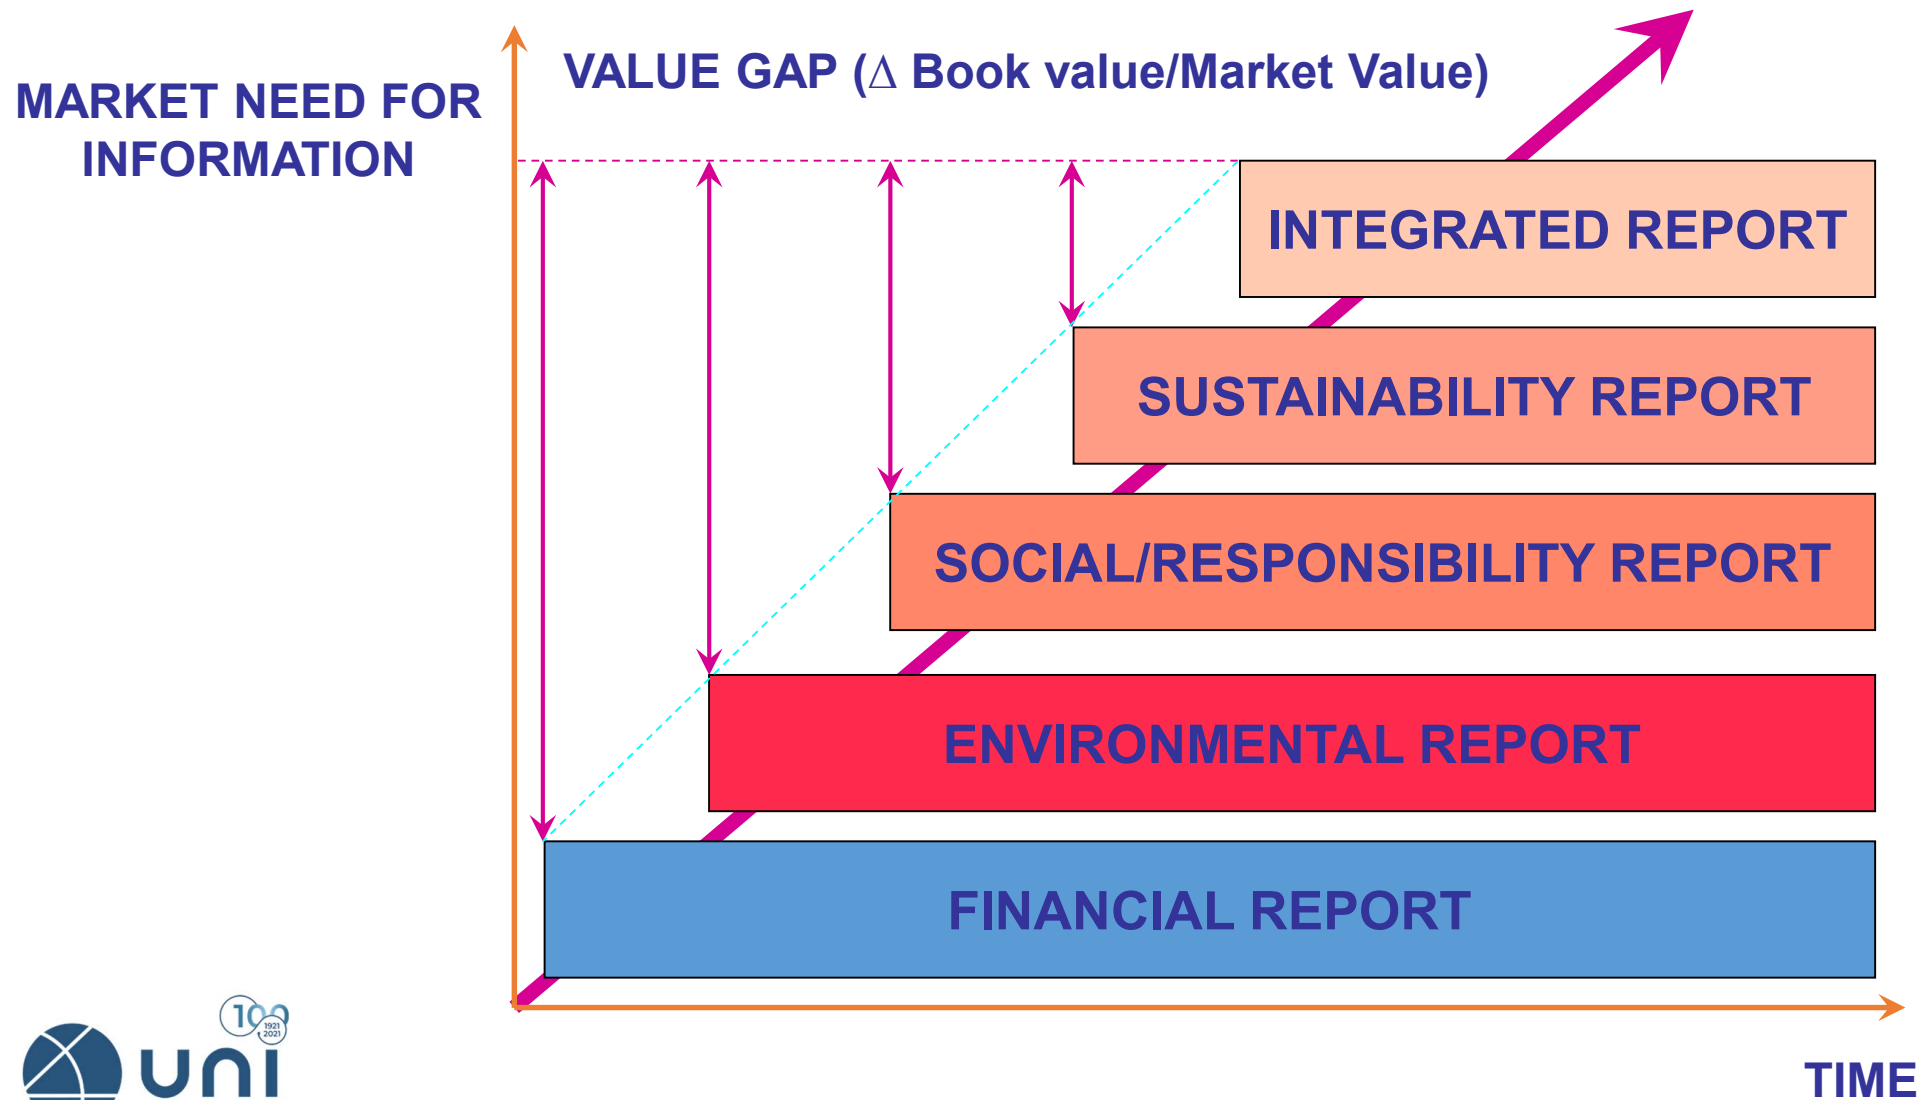 VALUE GAP (∆ Book value/Market Value)
MARKET NEED FOR
INFORMATION
INTEGRATED REPORT
SUSTAINABILITY REPORT
SOCIAL/RESPONSIBILITY REPORT
ENVIRONMENTAL REPORT
FINANCIAL REPORT
100
1921
2021
uni
TIME